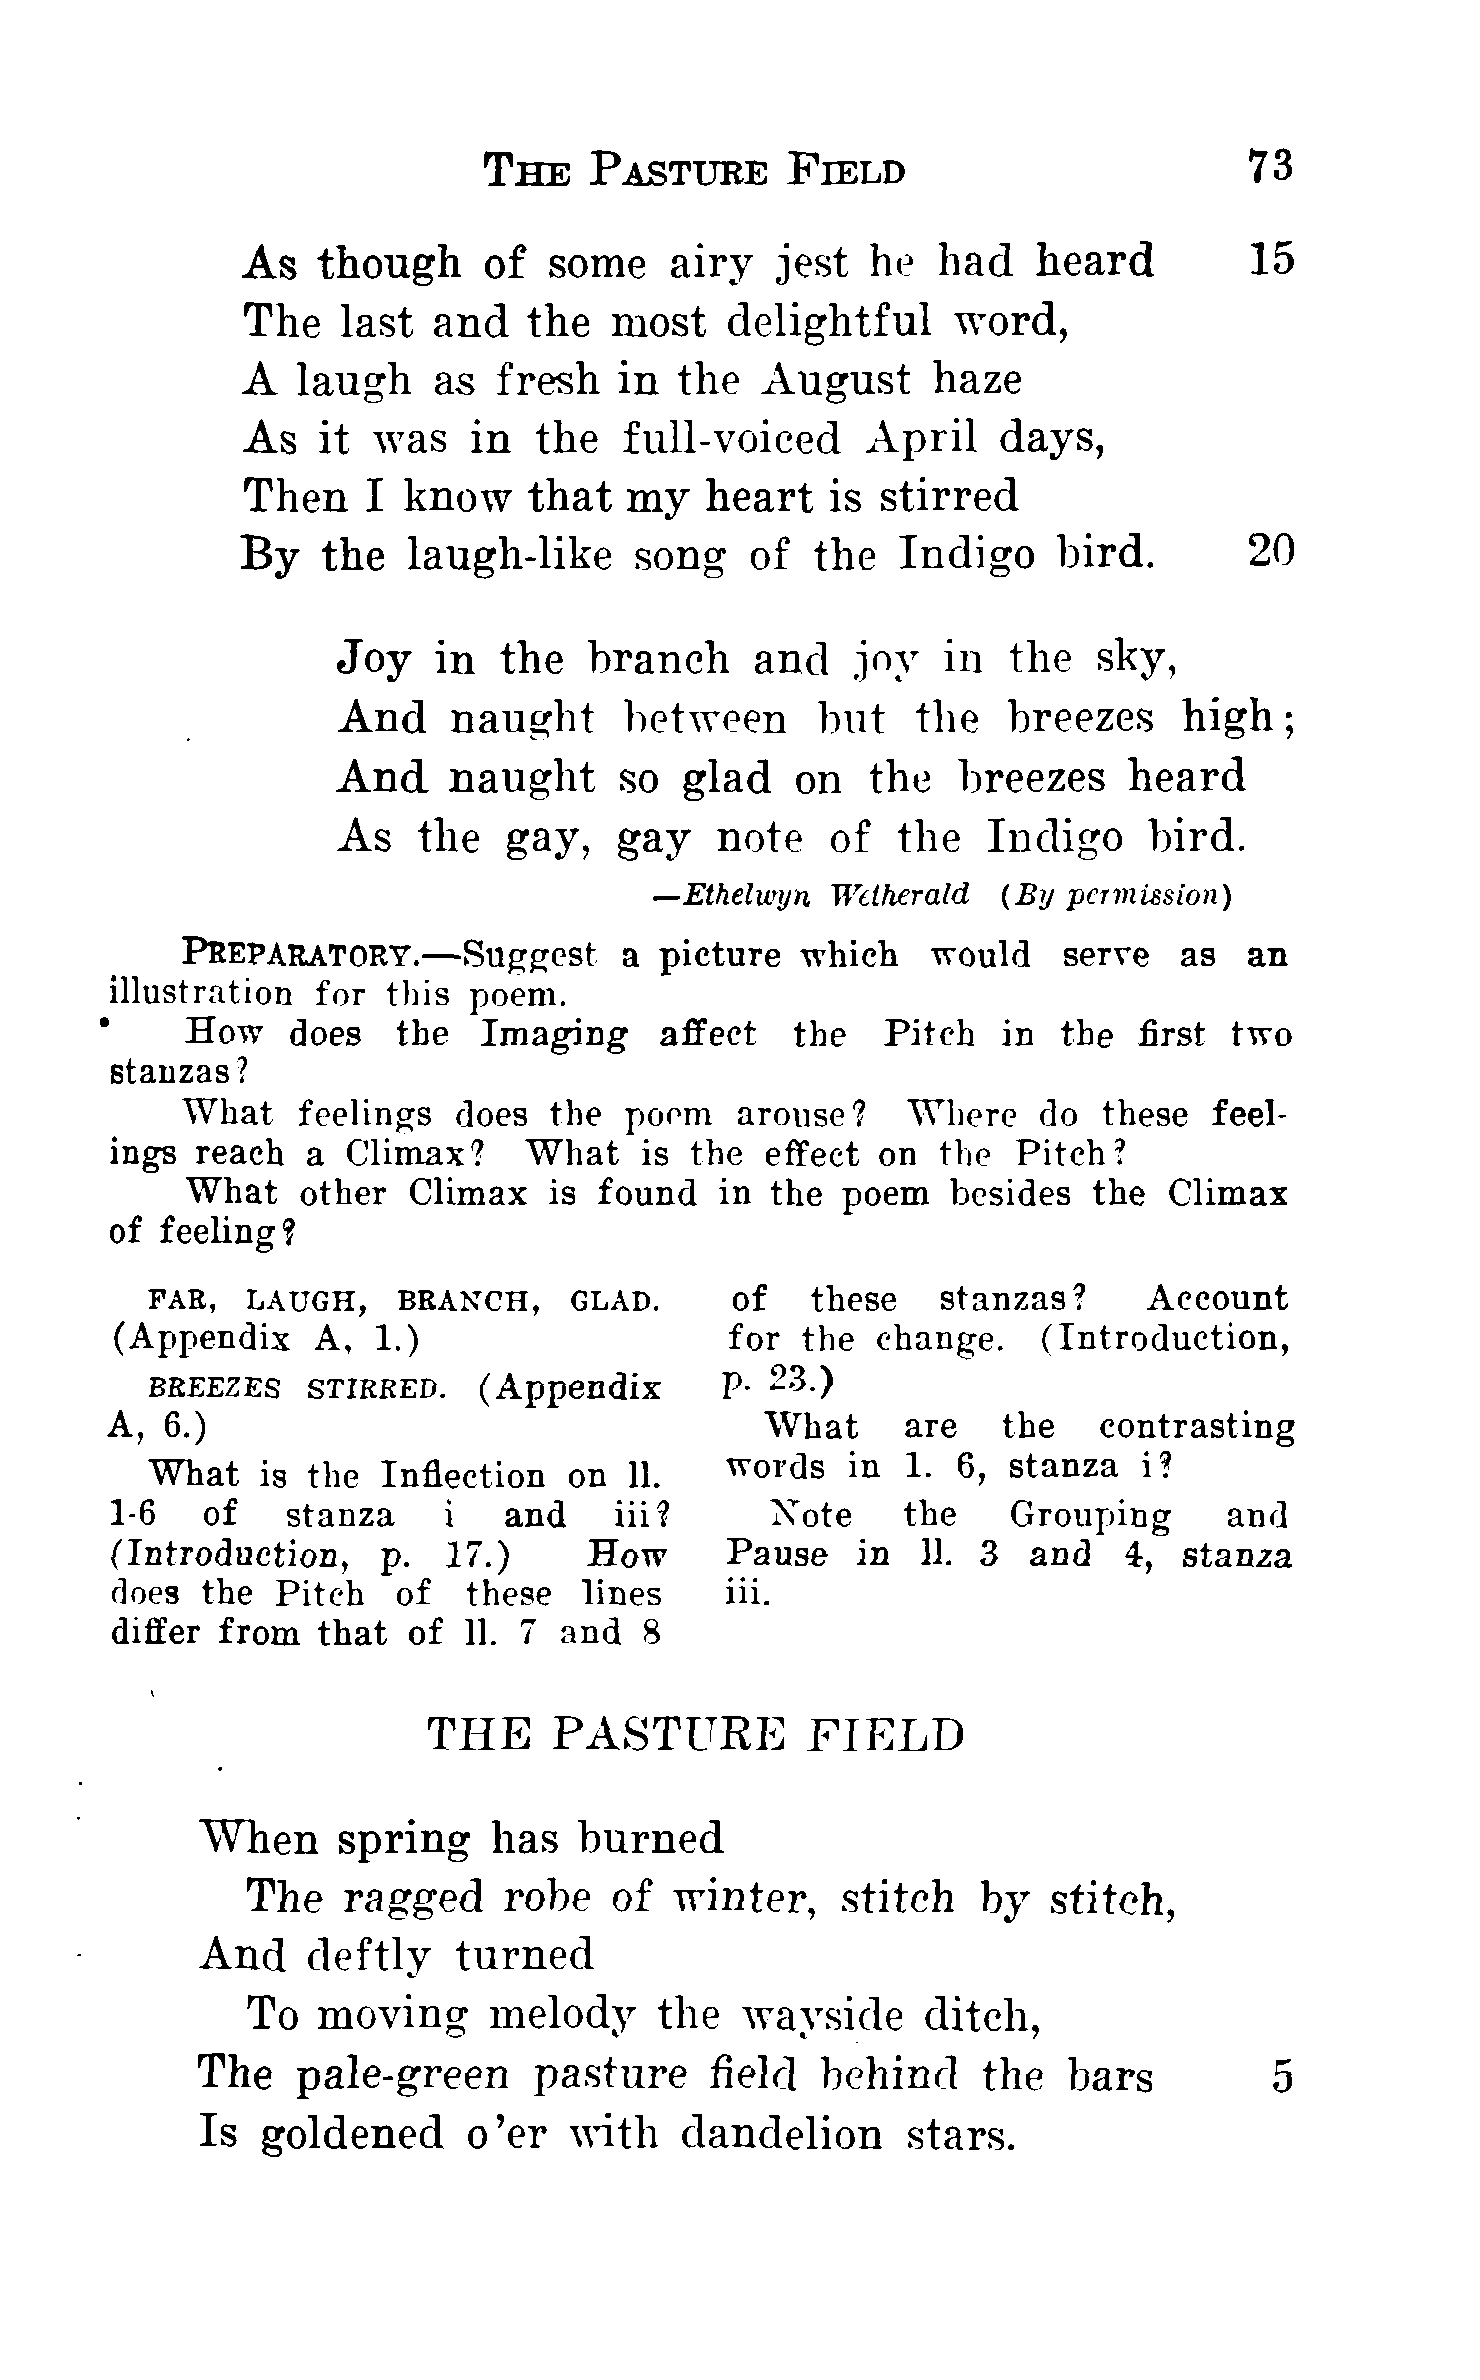 THE PASTURE FIELD 73
As though of some airy jest he had heard 15
The last and the most delightful word,
A laugh as fresh in the August haze
As it was in the full-voiced April days,
Then I know that my heart is stirred
By the laugh-like song of the Indigo bird. 20
Joy in the branch and joy in the sky,
And naught between but the breezes high;
And naught so glad on the breezes heard
As the gay, gay note of the Indigo bird.
—Ethelwyn Wetherald (By permission)
PREPARATORY.—Suggest a picture which would serve as an
illustration for this poem.
How does the Imaging affect the Pitch in the first two
stanzas?
What feelings does the poem arouse? Where do these feel-
ings reach a Climax? What is the effect on the Pitch?
What other Climax is found in the poem besides the Climax
of feeling?
FAR, LAUGH, BRANCH, GLAD.
(Appendix A, 1.)
BREEZES STIRRED. (Appendix
A, 6.)
What is the Inflection on ll.
1-6 of stanza i and iii?
(Introduction, p. 17.) How
does the Pitch of these lines
differ from that of ll. 7 and 8
of these stanzas? Account
for the change. (Introduction,
p. 23.)
What are the contrasting
words in l. 6, stanza i?
Note the Grouping and
Pause in ll. 3 and 4, stanza
iii.
THE PASTURE FIELD
When spring has burned
The ragged robe of winter, stitch by stitch,
And deftly turned
To moving melody the wayside ditch,
The pale-green pasture field behind the bars 5
Is goldened o'er with dandelion stars.